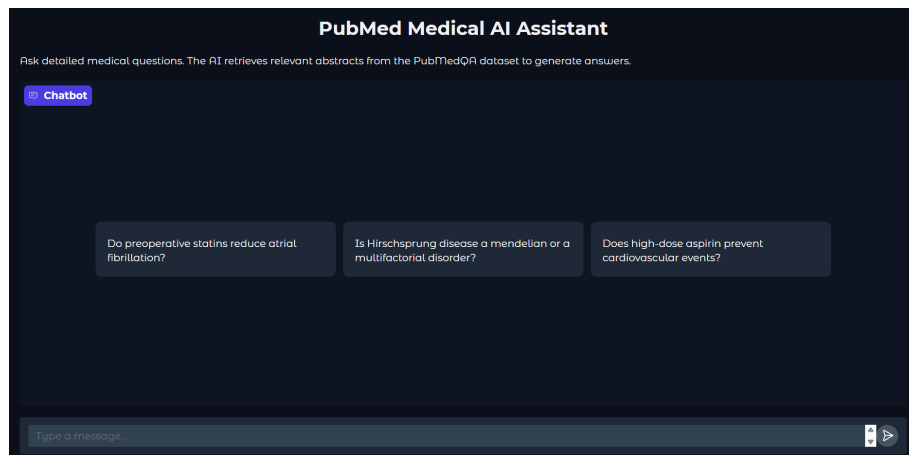 PubMed Medical AI Assistant
Ask detailed medical questions. The AI retrieves relevant abstracts from the PubMedQA dataset to generate answers.
Chatbot
Do preoperative statins reduce atrial
fibrillation?
Is Hirschsprung disease a mendelian or a
multifactorial disorder?
Does high-dose aspirin prevent
cardiovascular events?
Type a message...